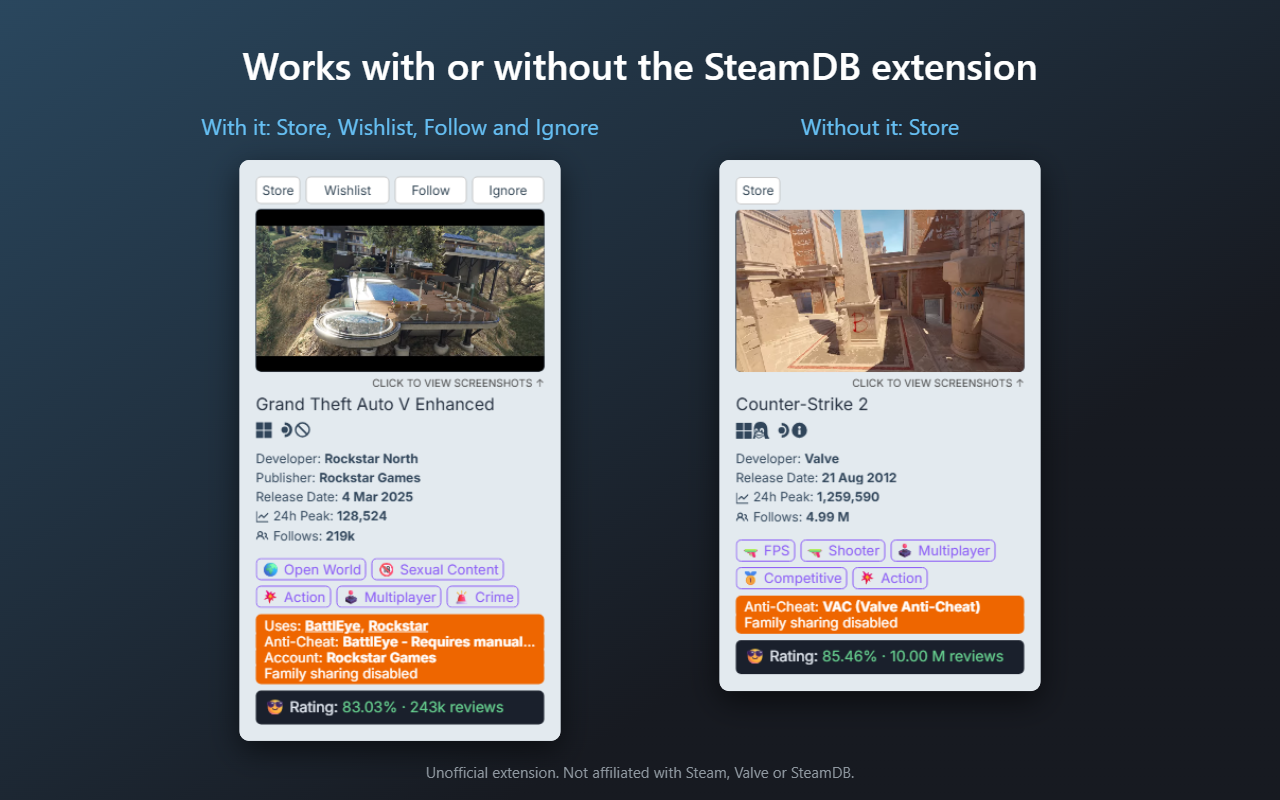 Works with or without the SteamDB extension
With it: Store, Wishlist, Follow and Ignore
Store Wishlist Follow Ignore
CLICK TO VIEW SCREENSHOTS ↑
Grand Theft Auto V Enhanced
Developer: Rockstar North
Publisher: Rockstar Games
Release Date: 4 Mar 2025
24h Peak: 128,524
Follows: 219k
Open World Sexual Content
Action Multiplayer Crime
Uses: BattlEye, Rockstar
Anti-Cheat: BattlEye - Requires manual...
Account: Rockstar Games
Family sharing disabled
Rating: 83.03% · 243k reviews
Without it: Store
Store
CLICK TO VIEW SCREENSHOTS ↑
Counter-Strike 2
Developer: Valve
Release Date: 21 Aug 2012
24h Peak: 1,259,590
Follows: 4.99 M
FPS Shooter Multiplayer
Competitive Action
Anti-Cheat: VAC (Valve Anti-Cheat)
Family sharing disabled
Rating: 85.46% · 10.00 M reviews
Unofficial extension. Not affiliated with Steam, Valve or SteamDB.